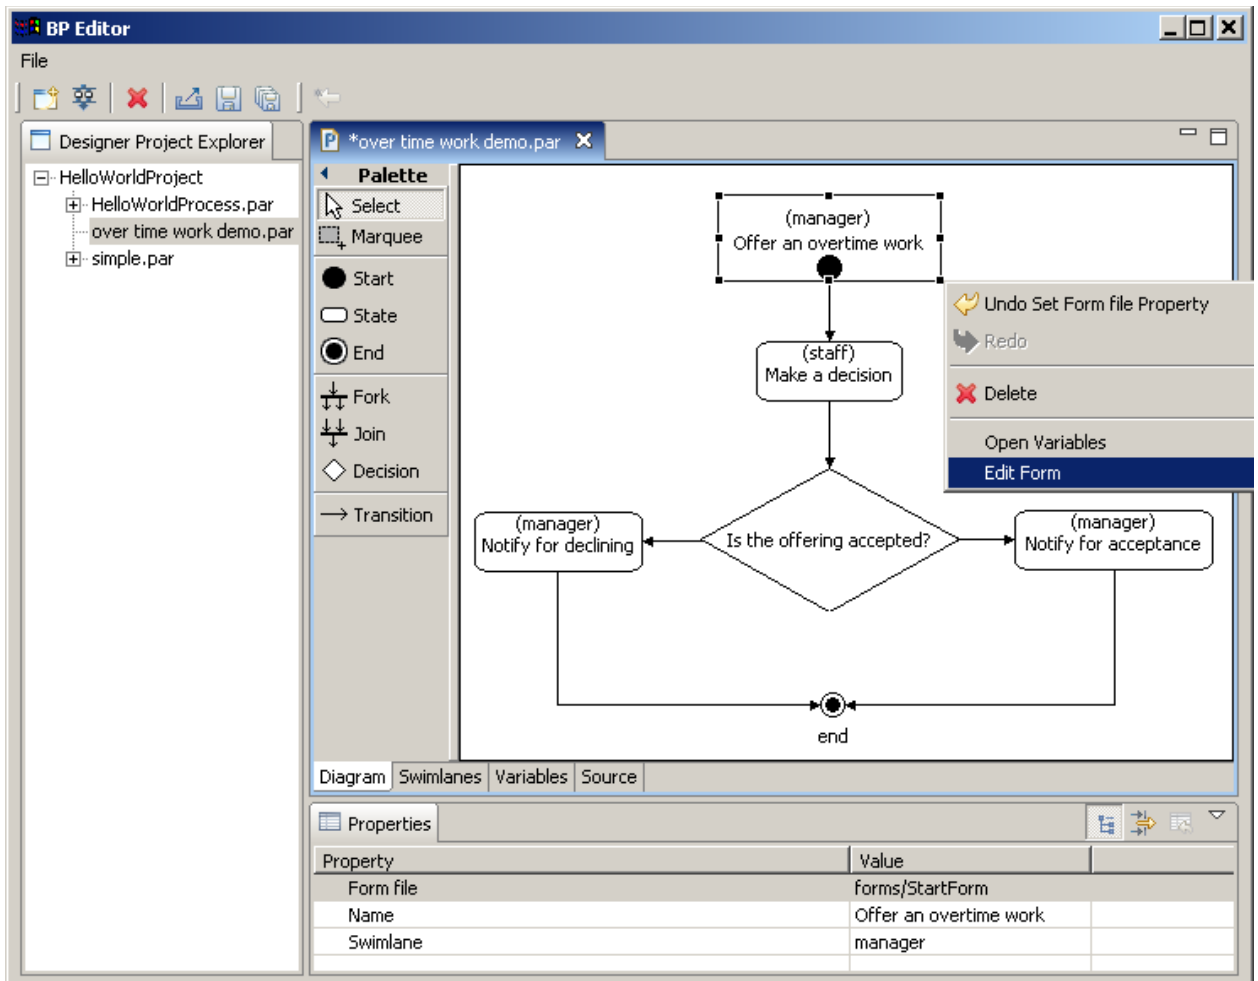 BP Editor
File
Designer Project Explorer
HelloWorldProject
HelloWorldProcess.par
over time work demo.par
simple.par
*over time work demo.par
Palette
Select
Marquee
Start
State
End
Fork
Join
Decision
Transition
(manager)
Offer an overtime work
(staff)
Make a decision
Is the offering accepted?
(manager)
Notify for declining
(manager)
Notify for acceptance
end
Undo Set Form file Property
Redo
Delete
Open Variables
Edit Form
Diagram Swimlanes Variables Source
Properties
Property Value
Form file forms/StartForm
Name Offer an overtime work
Swimlane manager